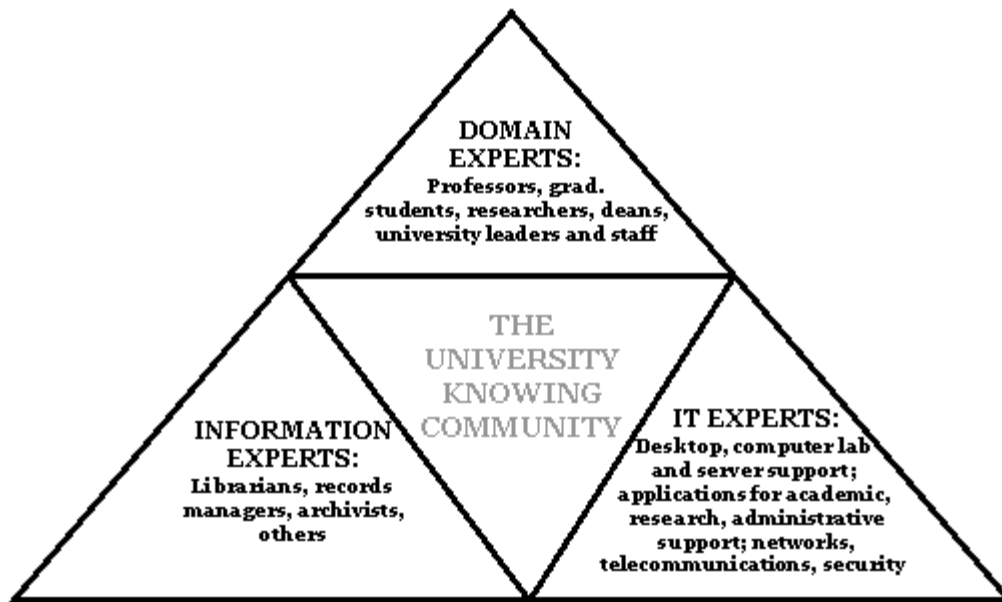 DOMAIN
EXPERTS:
Professors, grad.
students, researchers, deans,
university leaders and staff
THE
UNIVERSITY
KNOWING
COMMUNITY
INFORMATION
EXPERTS:
Librarians, records
managers, archivists,
others
IT EXPERTS:
Desktop, computer lab
and server support;
applications for academic,
research, administrative
support; networks,
telecommunications, security